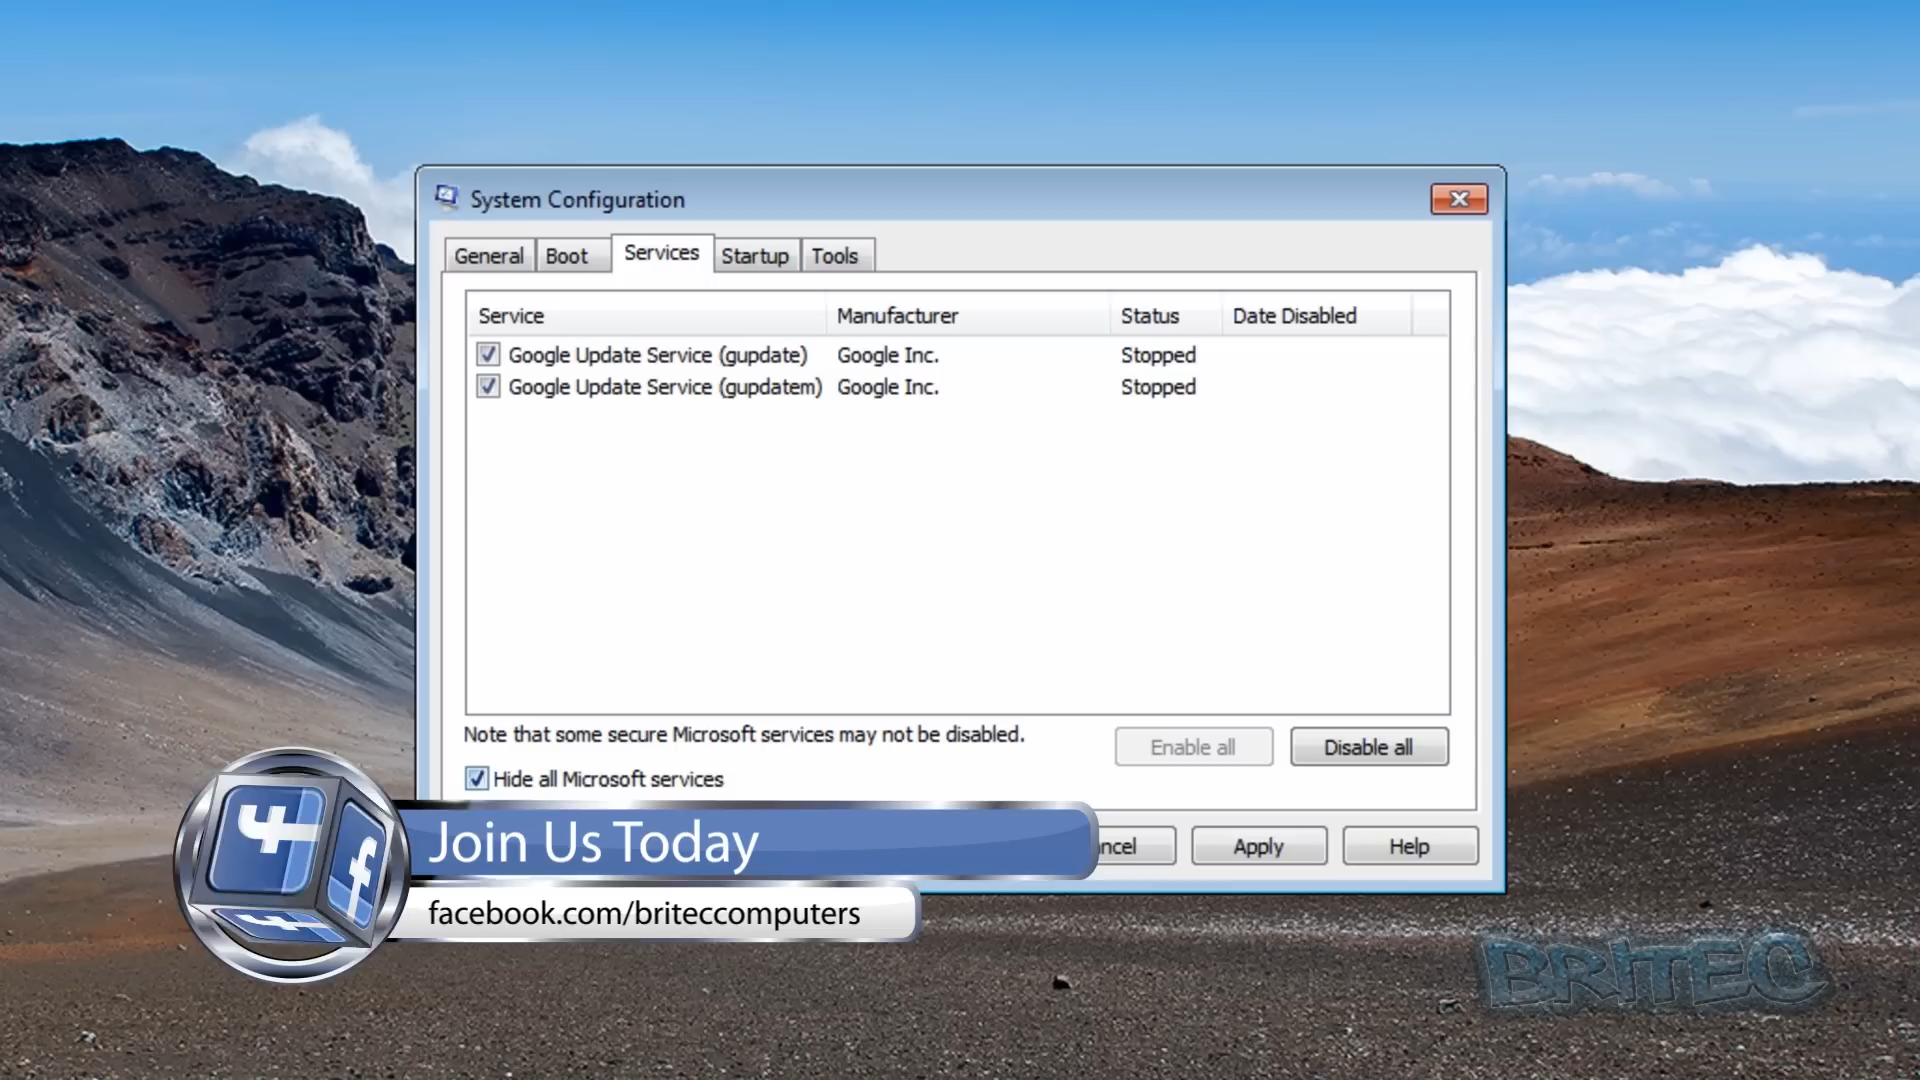 System Configuration
General Boot Services Startup Tools
Service Manufacturer Status Date Disabled
Google Update Service (gupdate) Google Inc. Stopped
Google Update Service (gupdatem) Google Inc. Stopped
Note that some secure Microsoft services may not be disabled.
Enable all Disable all
Hide all Microsoft services
Join Us Today
ncel Apply Help
facebook.com/briteccomputers
BRITEC